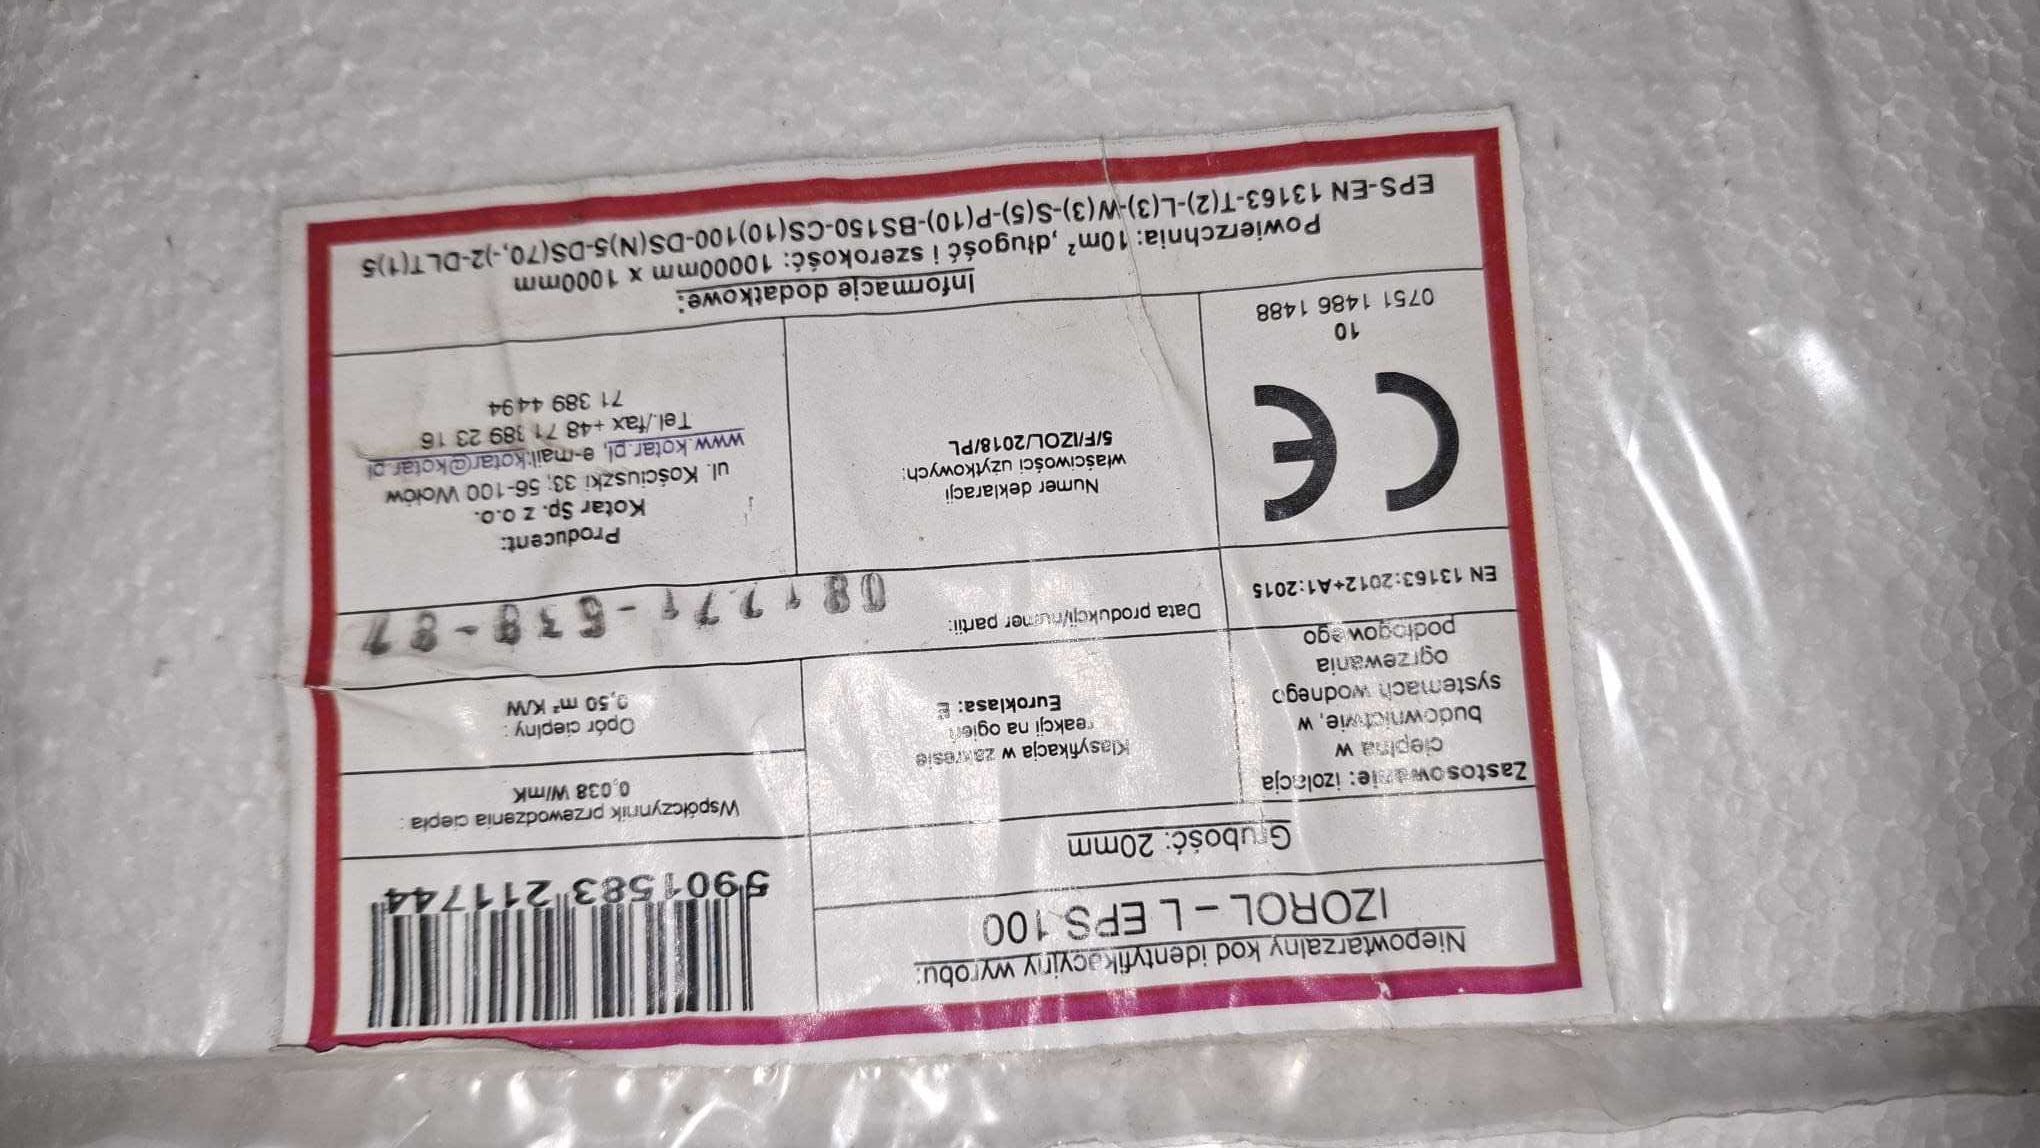 Niepowtarzalny kod identyfikacyjny wyrobu:
IZOROL – L EPS 100
5901583 211744
Grubość: 20mm
Zastosowanie: izolacja
cieplna w
budownictwie, w
systemach wodnego
ogrzewania
podłogowego
Klasyfikacja w zakresie
reakcji na ogień
Euroklasa: E
Współczynnik przewodzenia ciepła :
0,038 W/mK
Opór cieplny :
0,50 m² K/W
EN 13163:2012+A1:2015
Data produkcji/numer partii:
10
0751 1486 1488
Numer deklaracji
właściwości użytkowych:
5/F/IZOL/2018/PL
Producent:
Kotar Sp. z o.o.
ul. Kościuszki 33; 56-100 Wołów
www.kotar.pl, e-mail:kotar@kotar.pl
Tel./fax +48 71 389 23 16
71 389 44 94
Informacje dodatkowe:
Powierzchnia: 10m², długość i szerokość: 10000mm x 1000mm
EPS-EN 13163-T(2)-L(3)-W(3)-S(5)-P(10)-BS150-CS(10)100-DS(N)5-DS(70,-)2-DLT(1)5